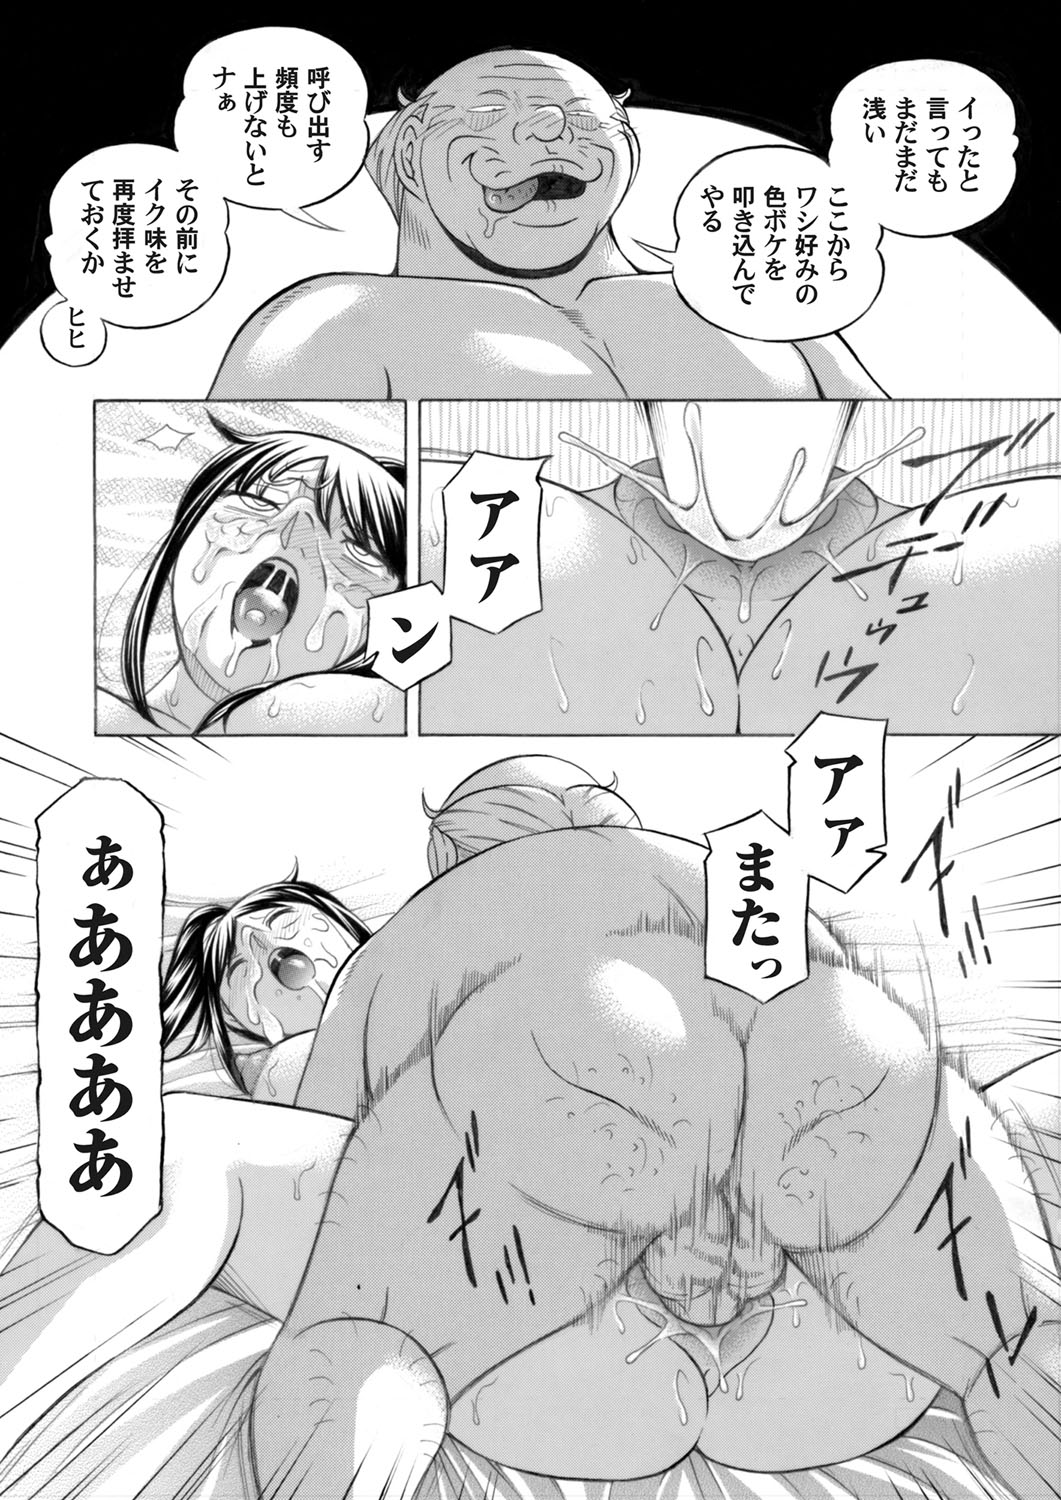 イったと
言っても
まだまだ
浅い
ここから
ワシ好みの
色ボケを
叩き込んで
やる
呼び出す
頻度も
上げないと
ナぁ
その前に
イク味を
再度拝ませ
ておくか
ヒヒ
アァ
ン
アァ
またっ
ぁああああ